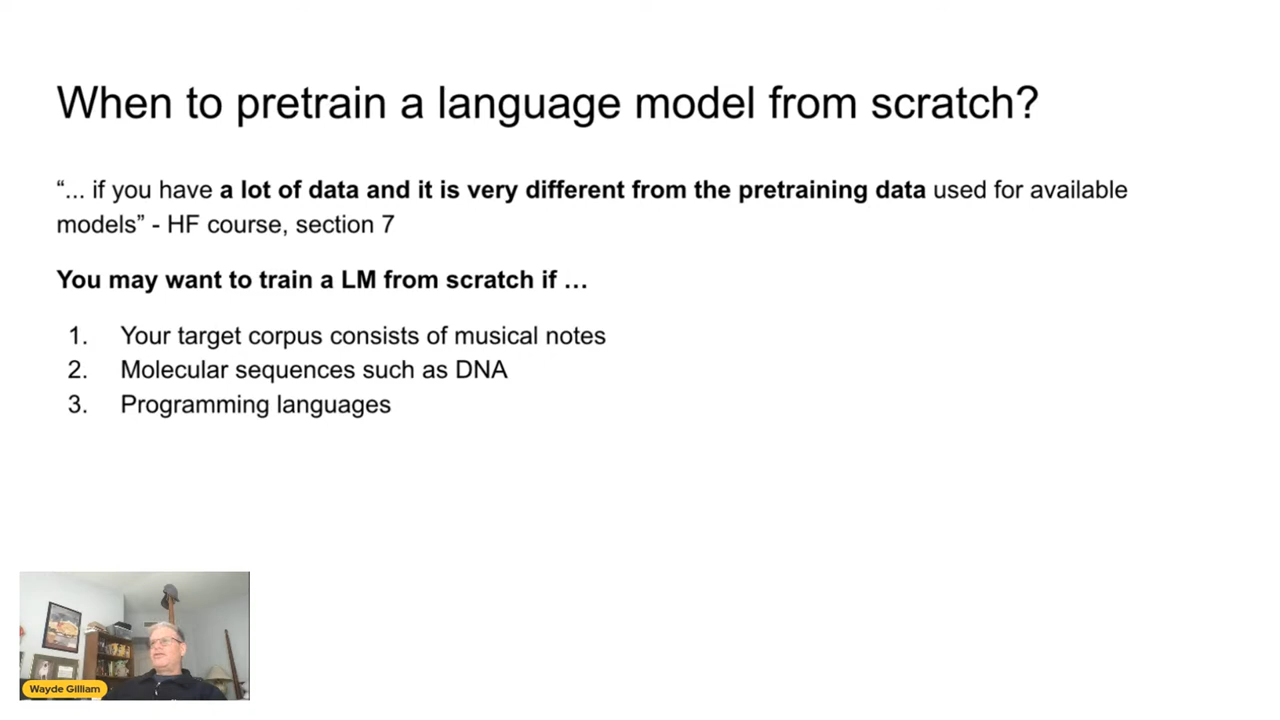 When to pretrain a language model from scratch?
“... if you have a lot of data and it is very different from the pretraining data used for available
models” - HF course, section 7
You may want to train a LM from scratch if …
1. Your target corpus consists of musical notes
2. Molecular sequences such as DNA
3. Programming languages
Wayde Gilliam